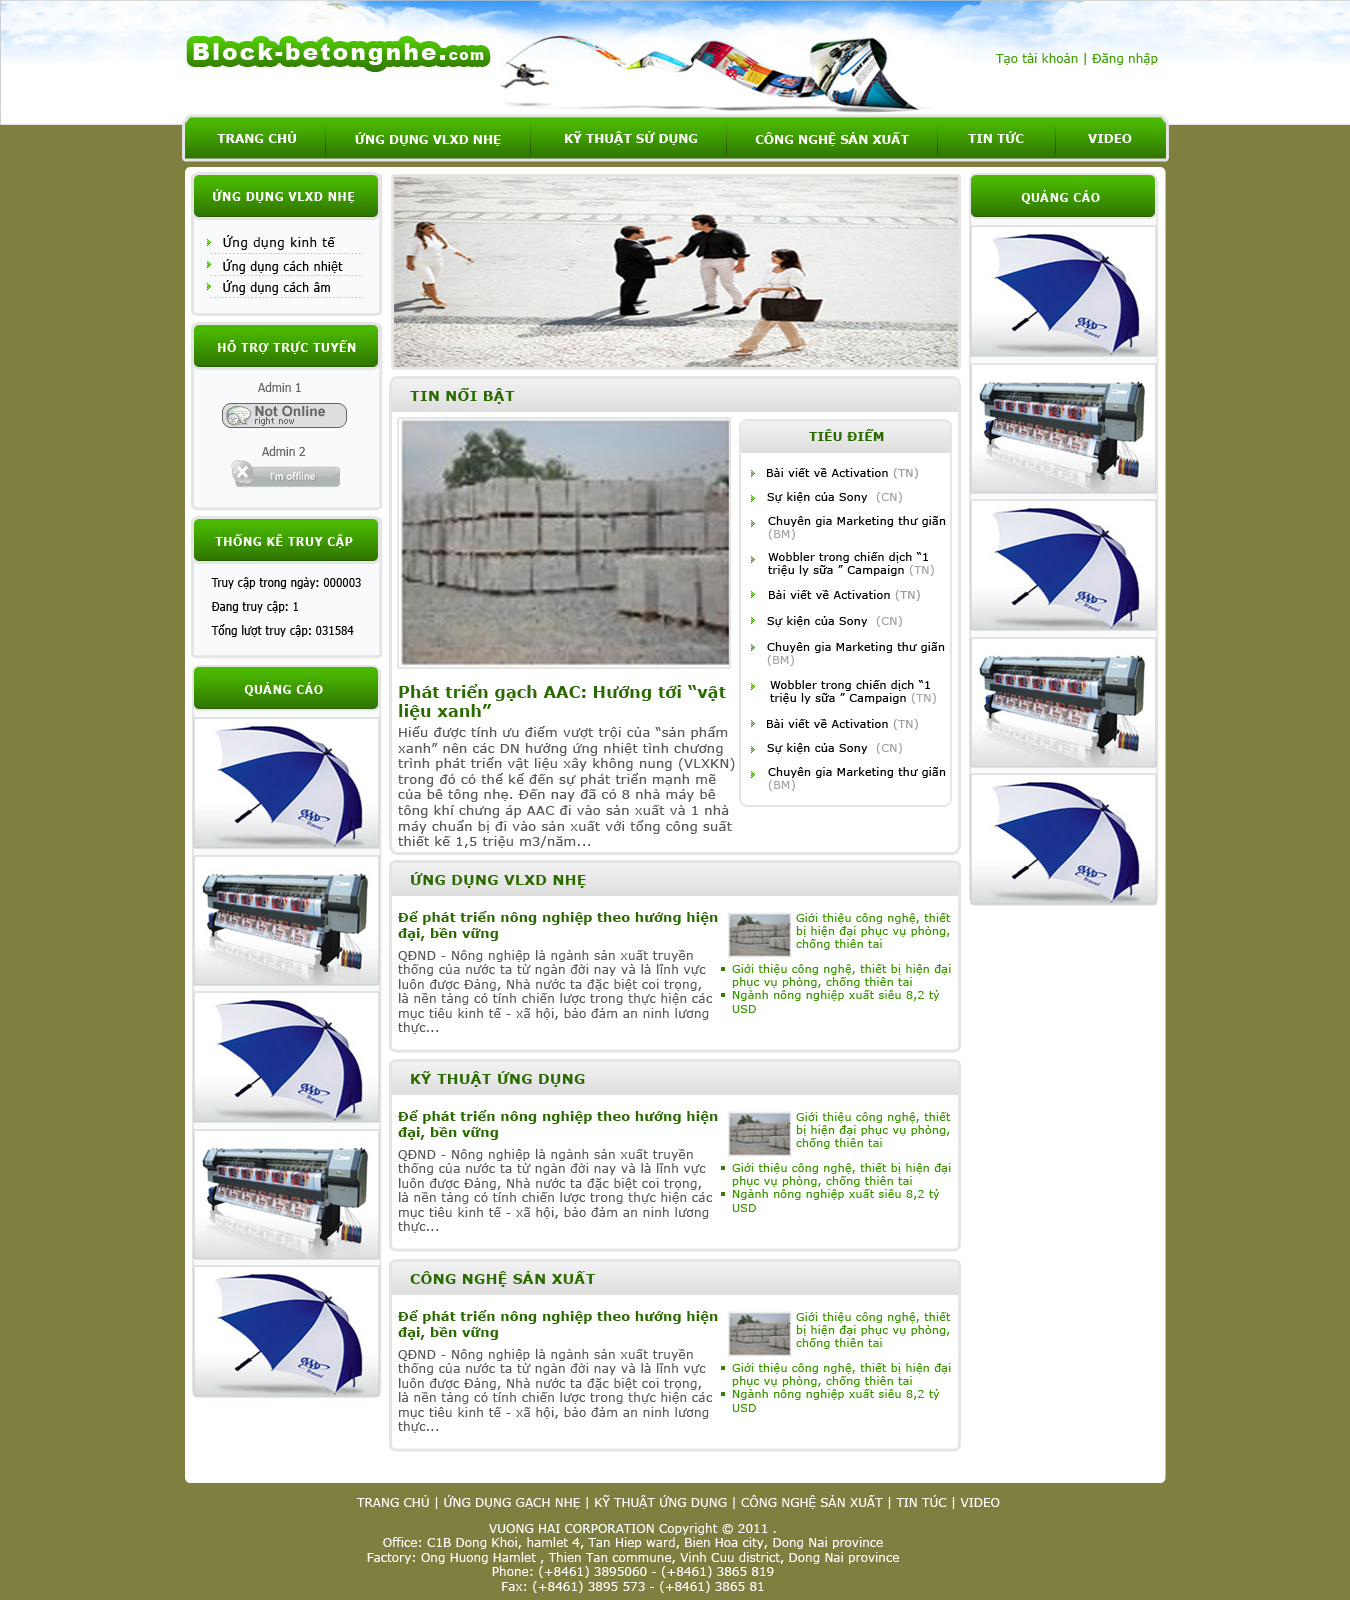 Block-betongnhe.com
Tạo tài khoản | Đăng nhập
TRANG CHỦ
ỨNG DỤNG VLXD NHẸ
KỸ THUẬT SỬ DỤNG
CÔNG NGHỆ SẢN XUẤT
TIN TỨC
VIDEO
ỨNG DỤNG VLXD NHẸ
Ứng dụng kinh tế
Ứng dụng cách nhiệt
Ứng dụng cách âm
HỖ TRỢ TRỰC TUYẾN
Admin 1
Not Online
right now
Admin 2
I'm offline
THỐNG KÊ TRUY CẬP
Truy cập trong ngày: 000003
Đang truy cập: 1
Tổng lượt truy cập: 031584
QUẢNG CÁO
Travel
Travel
Travel
TIN NỔI BẬT
Phát triển gạch AAC: Hướng tới “vật
liệu xanh”
Hiểu được tính ưu điểm vượt trội của “sản phẩm
xanh” nên các DN hưởng ứng nhiệt tình chương
trình phát triển vật liệu xây không nung (VLXKN)
trong đó có thể kể đến sự phát triển mạnh mẽ
của bê tông nhẹ. Đến nay đã có 8 nhà máy bê
tông khí chưng áp AAC đi vào sản xuất và 1 nhà
máy chuẩn bị đi vào sản xuất với tổng công suất
thiết kế 1,5 triệu m3/năm...
TIÊU ĐIỂM
Bài viết về Activation (TN)
Sự kiện của Sony (CN)
Chuyên gia Marketing thư giãn
(BM)
Wobbler trong chiến dịch “1
triệu ly sữa ” Campaign (TN)
Bài viết về Activation (TN)
Sự kiện của Sony (CN)
Chuyên gia Marketing thư giãn
(BM)
Wobbler trong chiến dịch “1
triệu ly sữa ” Campaign (TN)
Bài viết về Activation (TN)
Sự kiện của Sony (CN)
Chuyên gia Marketing thư giãn
(BM)
ỨNG DỤNG VLXD NHẸ
Để phát triển nông nghiệp theo hướng hiện
đại, bền vững
QĐND - Nông nghiệp là ngành sản xuất truyền
thống của nước ta từ ngàn đời nay và là lĩnh vực
luôn được Đảng, Nhà nước ta đặc biệt coi trọng,
là nền tảng có tính chiến lược trong thực hiện các
mục tiêu kinh tế - xã hội, bảo đảm an ninh lương
thực...
Giới thiệu công nghệ, thiết
bị hiện đại phục vụ phòng,
chống thiên tai
Giới thiệu công nghệ, thiết bị hiện đại
phục vụ phòng, chống thiên tai
Ngành nông nghiệp xuất siêu 8,2 tỷ
USD
KỸ THUẬT ỨNG DỤNG
Để phát triển nông nghiệp theo hướng hiện
đại, bền vững
QĐND - Nông nghiệp là ngành sản xuất truyền
thống của nước ta từ ngàn đời nay và là lĩnh vực
luôn được Đảng, Nhà nước ta đặc biệt coi trọng,
là nền tảng có tính chiến lược trong thực hiện các
mục tiêu kinh tế - xã hội, bảo đảm an ninh lương
thực...
Giới thiệu công nghệ, thiết
bị hiện đại phục vụ phòng,
chống thiên tai
Giới thiệu công nghệ, thiết bị hiện đại
phục vụ phòng, chống thiên tai
Ngành nông nghiệp xuất siêu 8,2 tỷ
USD
CÔNG NGHỆ SẢN XUẤT
Để phát triển nông nghiệp theo hướng hiện
đại, bền vững
QĐND - Nông nghiệp là ngành sản xuất truyền
thống của nước ta từ ngàn đời nay và là lĩnh vực
luôn được Đảng, Nhà nước ta đặc biệt coi trọng,
là nền tảng có tính chiến lược trong thực hiện các
mục tiêu kinh tế - xã hội, bảo đảm an ninh lương
thực...
Giới thiệu công nghệ, thiết
bị hiện đại phục vụ phòng,
chống thiên tai
Giới thiệu công nghệ, thiết bị hiện đại
phục vụ phòng, chống thiên tai
Ngành nông nghiệp xuất siêu 8,2 tỷ
USD
QUẢNG CÁO
Travel
Travel
Travel
TRANG CHỦ | ỨNG DỤNG GẠCH NHẸ | KỸ THUẬT ỨNG DỤNG | CÔNG NGHỆ SẢN XUẤT | TIN TÚC | VIDEO
VUONG HAI CORPORATION Copyright © 2011 .
Office: C1B Dong Khoi, hamlet 4, Tan Hiep ward, Bien Hoa city, Dong Nai province
Factory: Ong Huong Hamlet , Thien Tan commune, Vinh Cuu district, Dong Nai province
Phone: (+8461) 3895060 - (+8461) 3865 819
Fax: (+8461) 3895 573 - (+8461) 3865 81